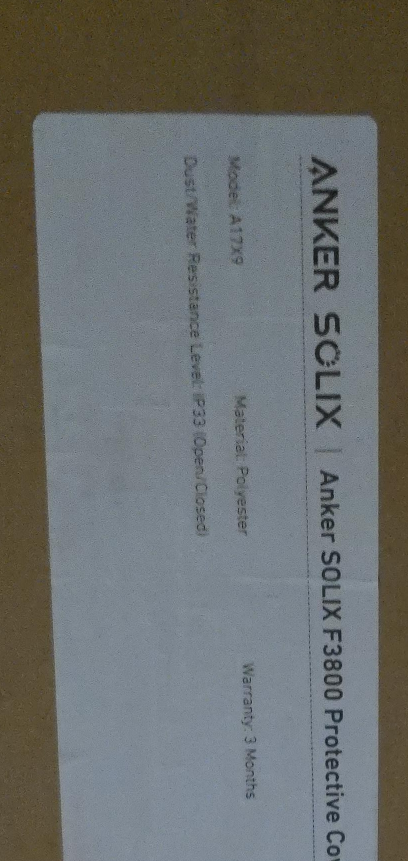 ANKER SOLIX | Anker SOLIX F3800 Protective Co
Model: A17X9 Material: Polyester Warranty: 3 Months
Dust/Water Resistance Level: IP33 (Open/Closed)